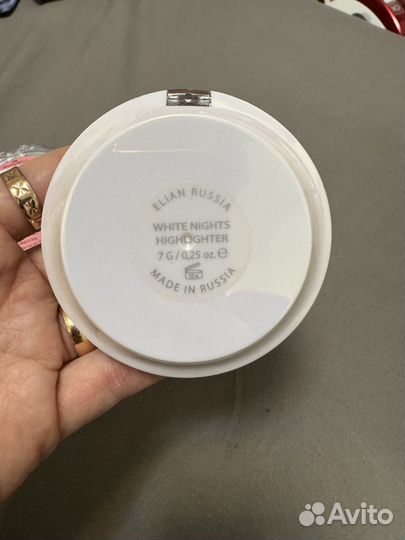 ELIAN RUSSIA
WHITE NIGHTS
HIGHLIGHTER
7 G / 0,25 oz. ℮
MADE IN RUSSIA
Avito